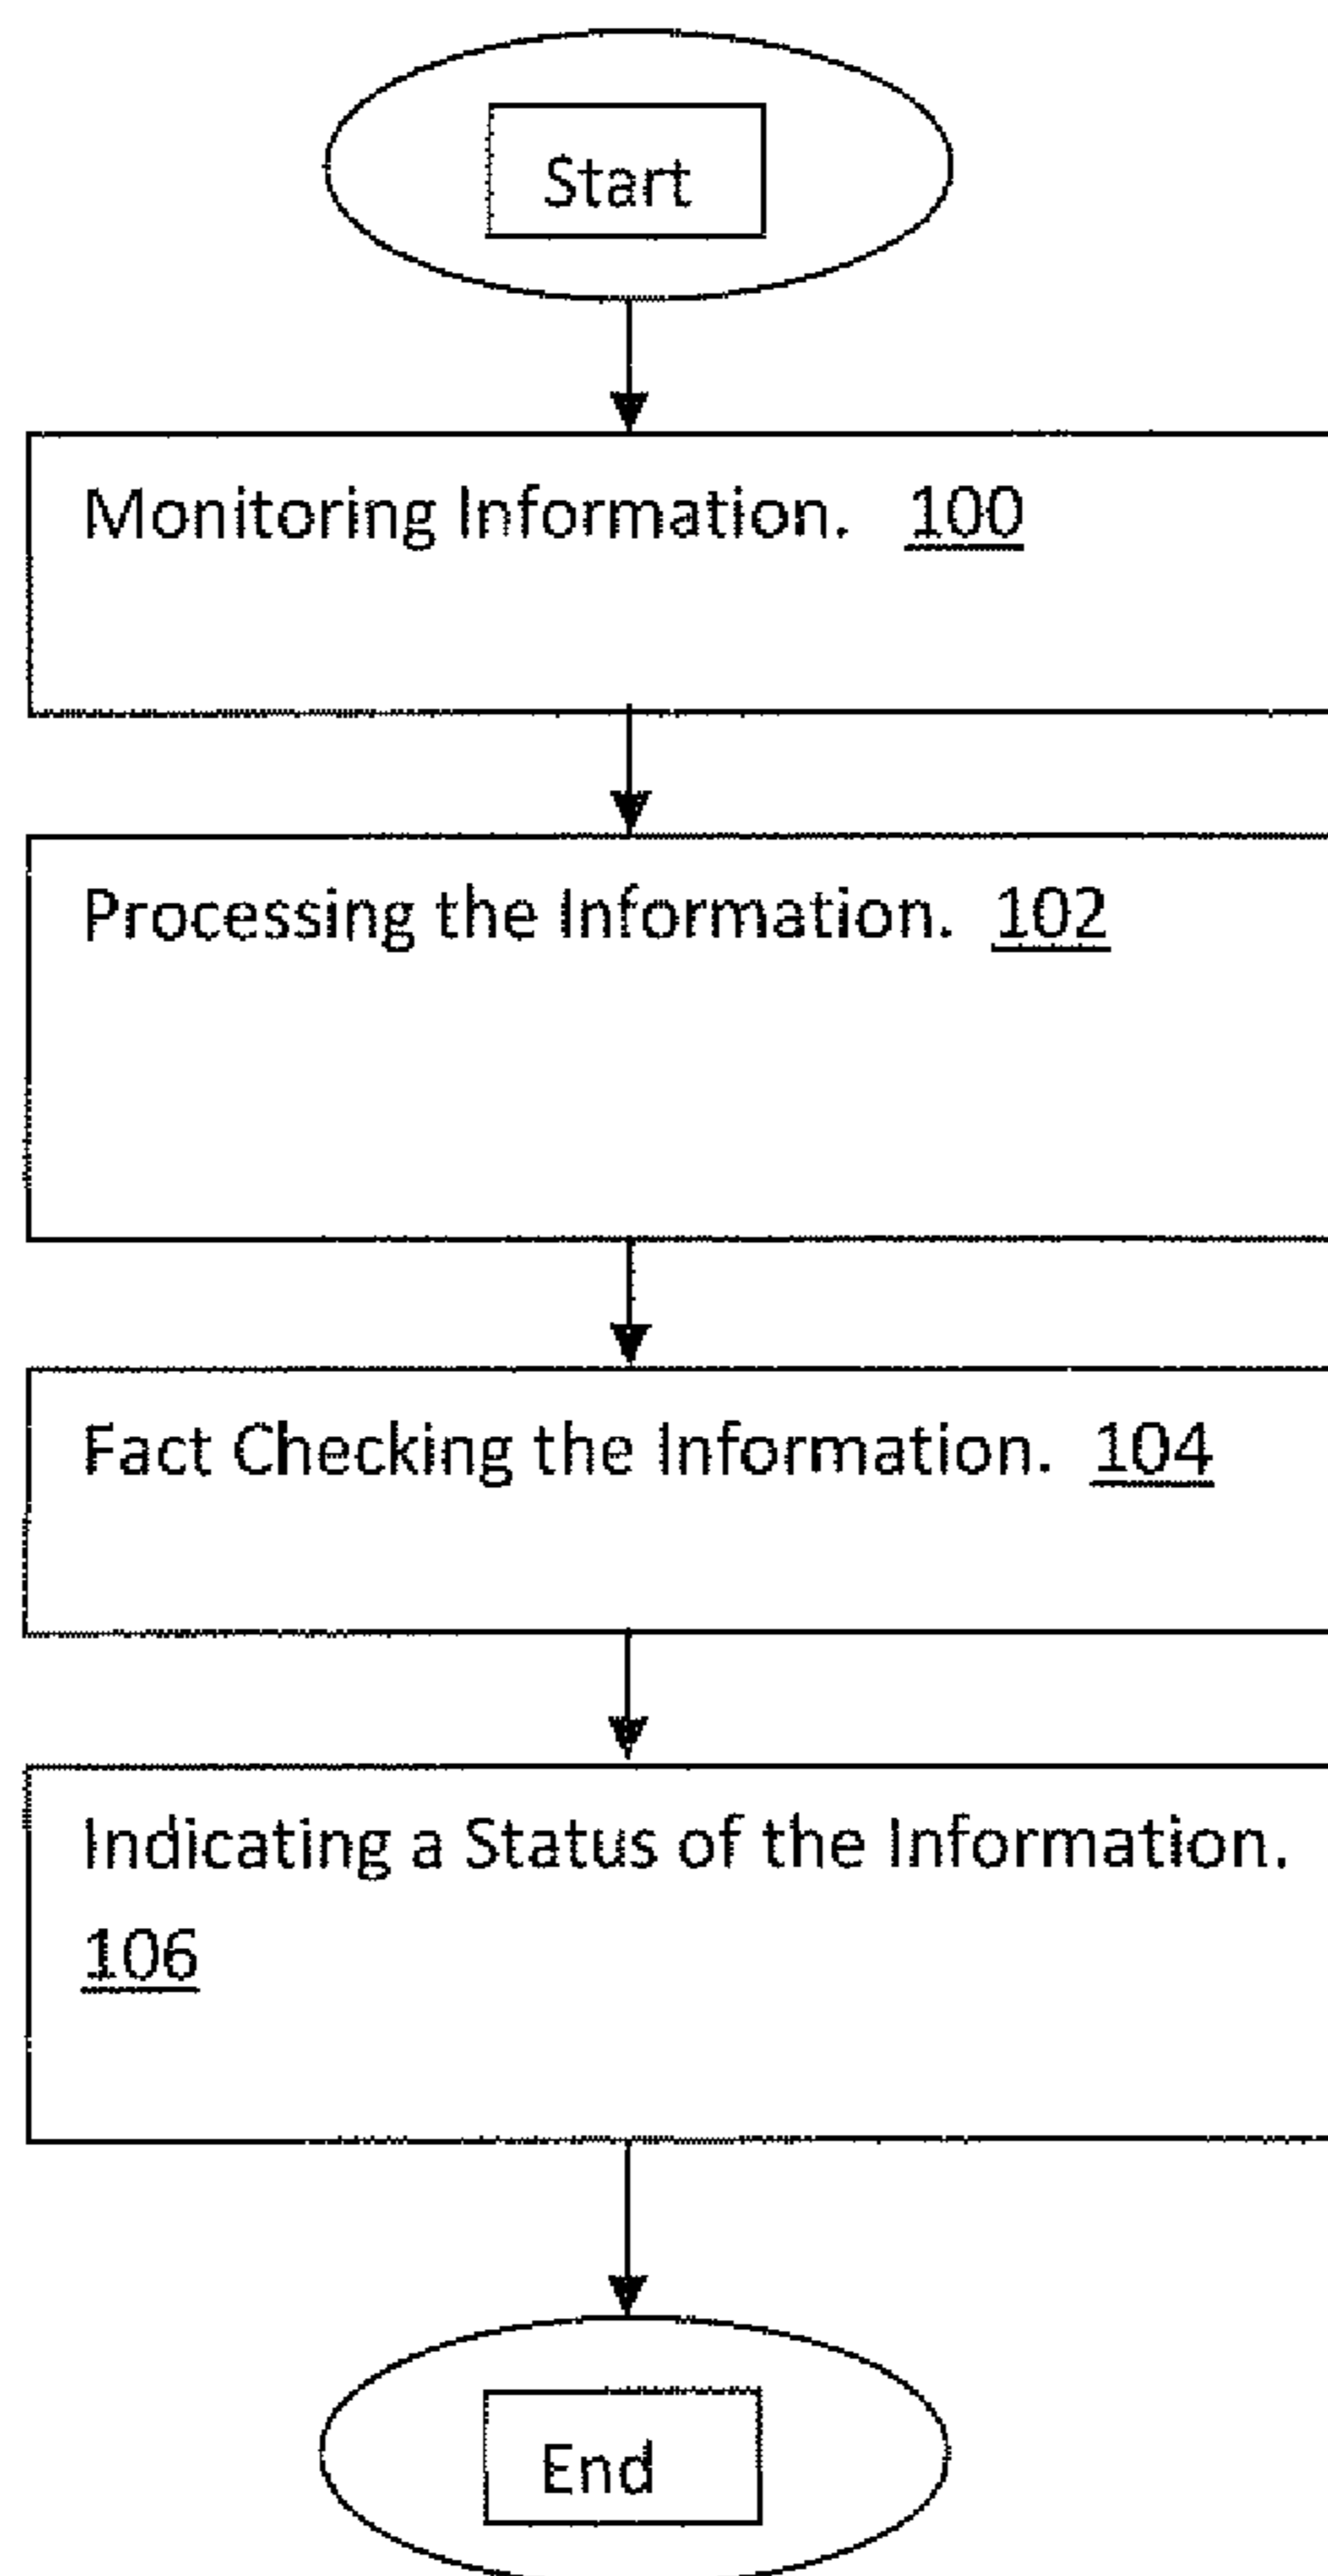 Start
Monitoring Information. 100
Processing the Information. 102
Fact Checking the Information. 104
Indicating a Status of the Information.
106
End